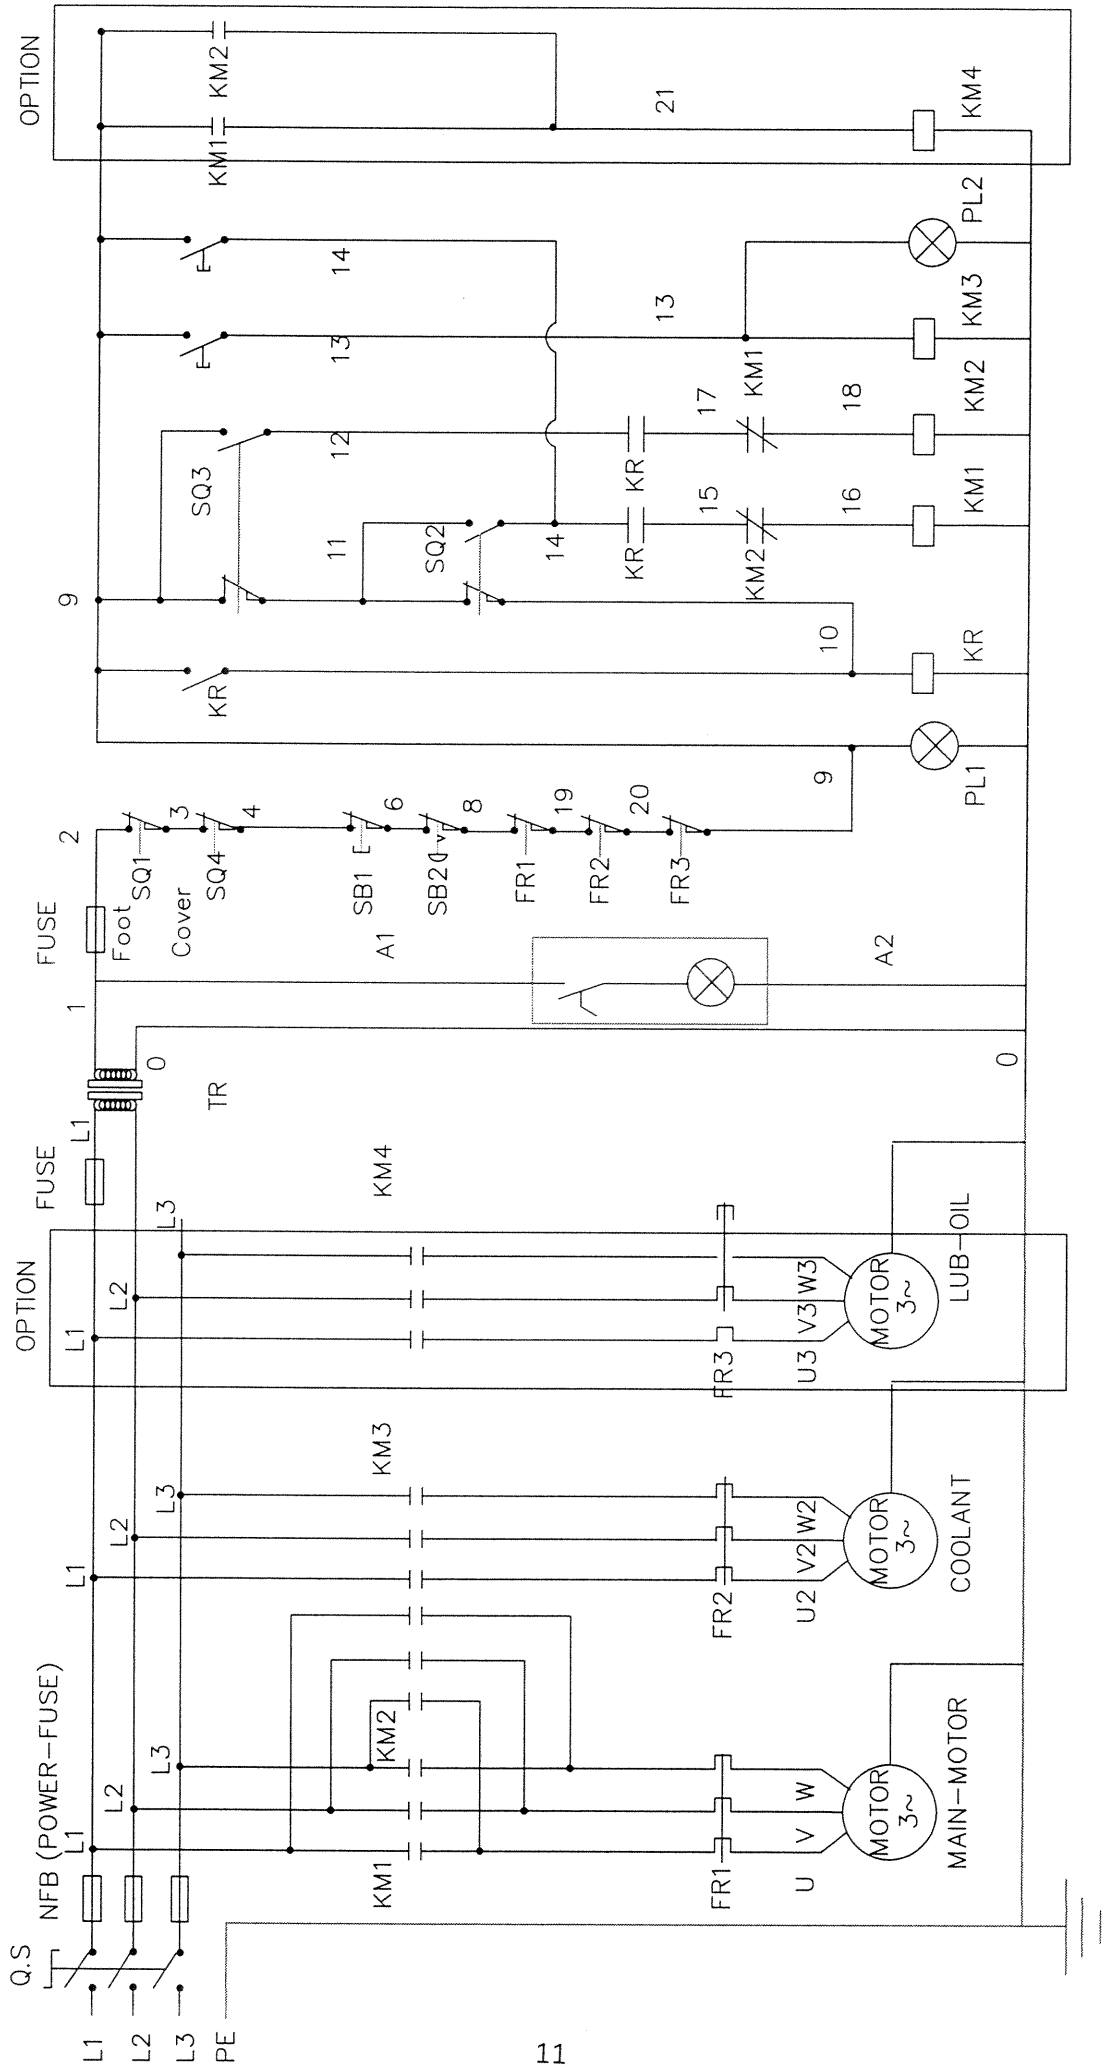 Q.S
NFB (POWER-FUSE)
OPTION
FUSE
FUSE
OPTION
L1
L2
L3
PE
L1
L2
L3
L1
L2
L3
L1
L2
L3
L1
1
2
9
0
TR
Foot
Cover
SQ1
3
SQ4
4
A1
SB1
6
SB2
8
FR1
19
FR2
20
FR3
9
A2
KM1
KM2
KM3
KM4
FR1
FR2
FR3
U V W
U2 V2 W2
U3 V3 W3
MOTOR
3~
MOTOR
3~
MOTOR
3~
MAIN-MOTOR
COOLANT
LUB-OIL
0
KR
SQ3
11
12
13
14
KM1
KM2
SQ2
14
KR
KR
15
17
13
21
KM2
KM1
10
16
18
PL1
KR
KM1
KM2
KM3
PL2
KM4
11